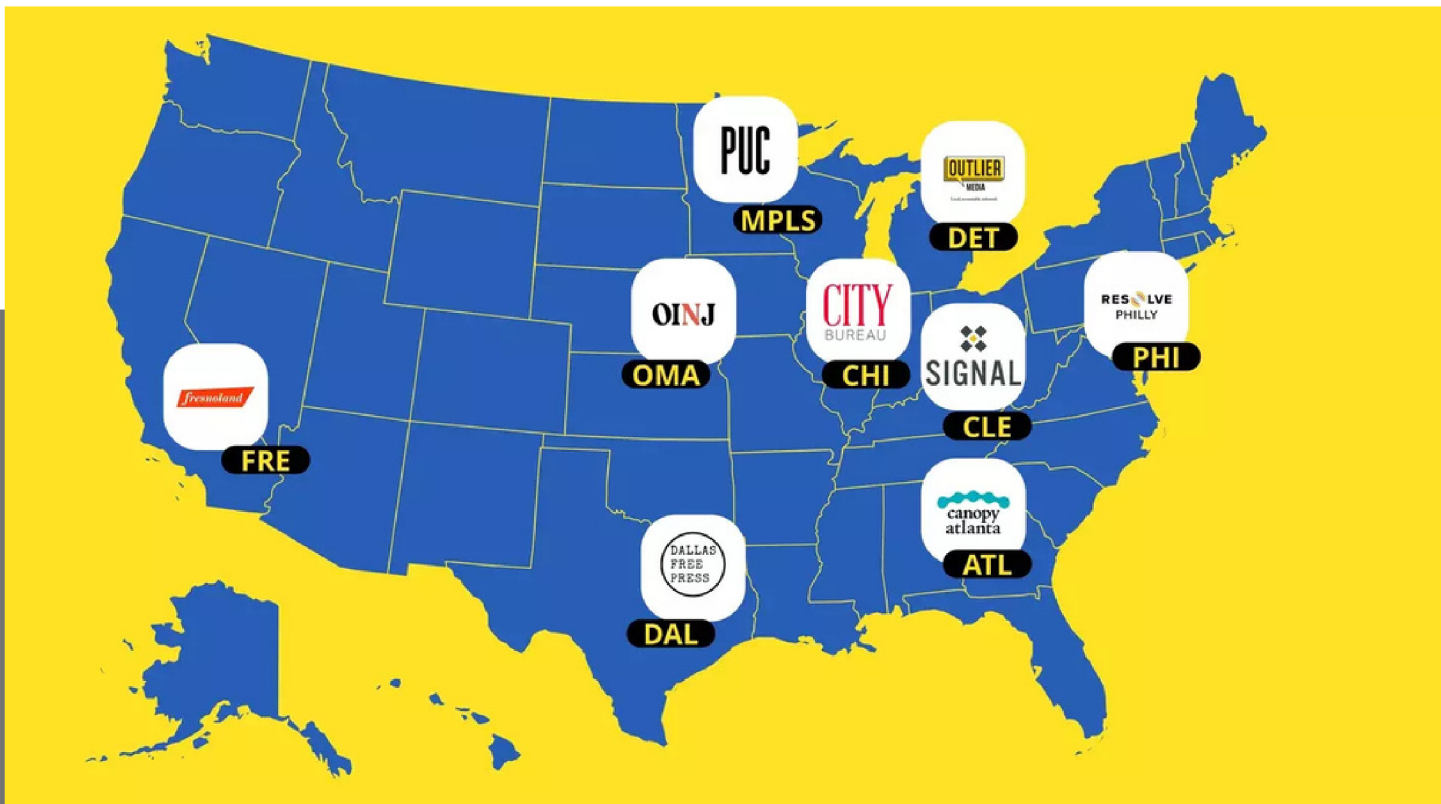 PUC
MPLS
OUTLIER
MEDIA
DET
OINJ
OMA
CITY
BUREAU
CHI
SIGNAL
CLE
RESOLVE
PHILLY
PHI
fresnoland
FRE
canopy
atlanta
ATL
DALLAS
FREE
PRESS
DAL